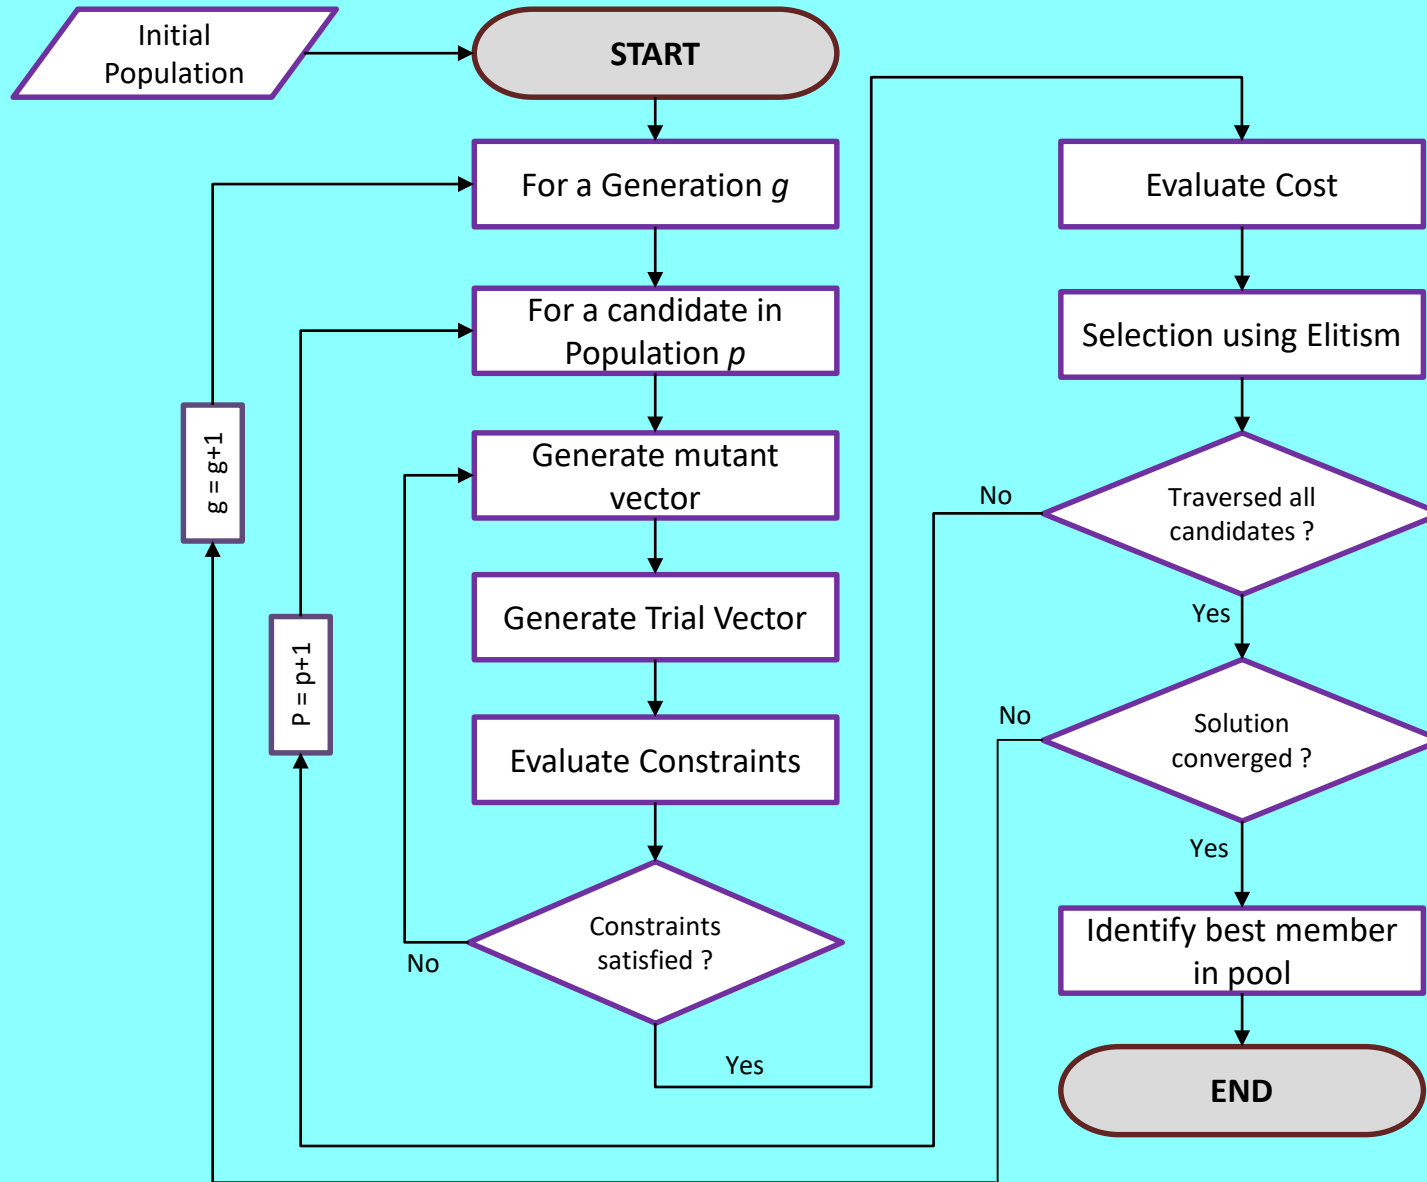 Initial
Population
START
For a Generation g
For a candidate in
Population p
Generate mutant
vector
Generate Trial Vector
Evaluate Constraints
Constraints
satisfied ?
No
Yes
g = g+1
P = p+1
Evaluate Cost
Selection using Elitism
Traversed all
candidates ?
No
Yes
Solution
converged ?
No
Yes
Identify best member
in pool
END